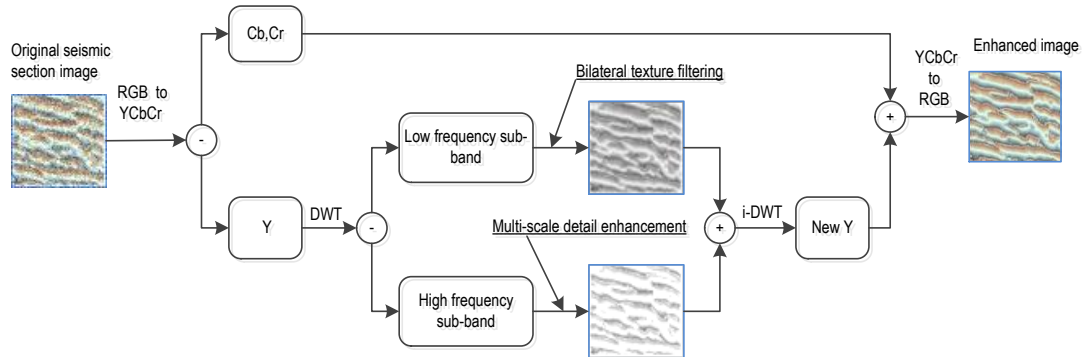 Original seismic
section image
RGB to
YCbCr
-
Cb,Cr
Y
DWT
-
Low frequency sub-
band
High frequency
sub-band
Bilateral texture filtering
Multi-scale detail enhancement
+
i-DWT
New Y
+
YCbCr
to
RGB
Enhanced image